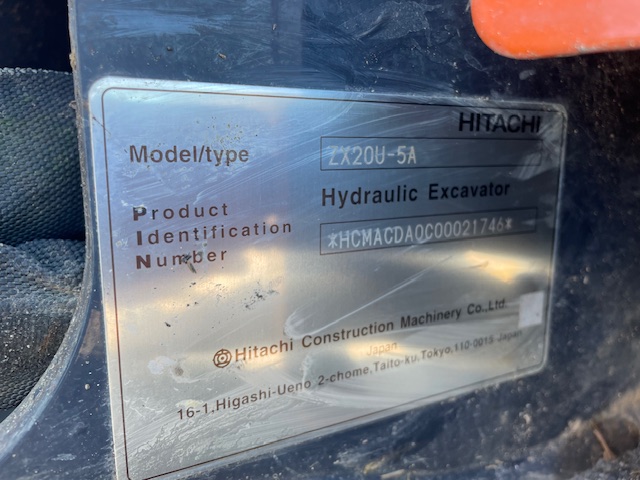 HITACHI
Model/type ZX20U-5A
Hydraulic Excavator
Product
Identification *HCMACDA0C00021746*
Number
Hitachi Construction Machinery Co.,Ltd.
Japan
16-1,Higashi-Ueno 2-chome,Taito-ku,Tokyo,110-0015 Japan